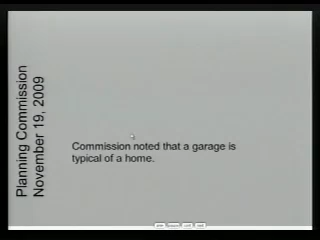 Planning Commission
November 19, 2009
Commission noted that a garage is
typical of a home.